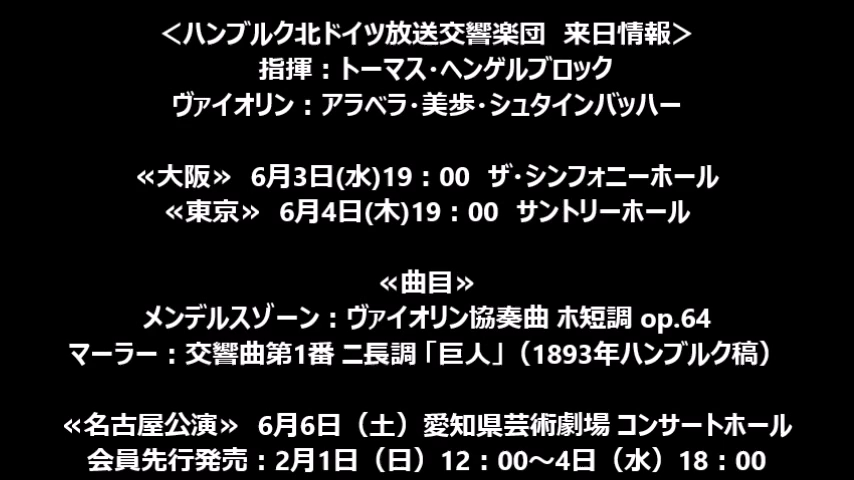 ＜ハンブルク北ドイツ放送交響楽団　来日情報＞
指揮：トーマス・ヘンゲルブロック
ヴァイオリン：アラベラ・美歩・シュタインバッハー
≪大阪≫　6月3日(水)19：00　ザ・シンフォニーホール
≪東京≫　6月4日(木)19：00　サントリーホール
≪曲目≫
メンデルスゾーン：ヴァイオリン協奏曲 ホ短調 op.64
マーラー：交響曲第1番 ニ長調「巨人」（1893年ハンブルク稿）
≪名古屋公演≫　6月6日（土）愛知県芸術劇場 コンサートホール
会員先行発売：2月1日（日）12：00～4日（水）18：00